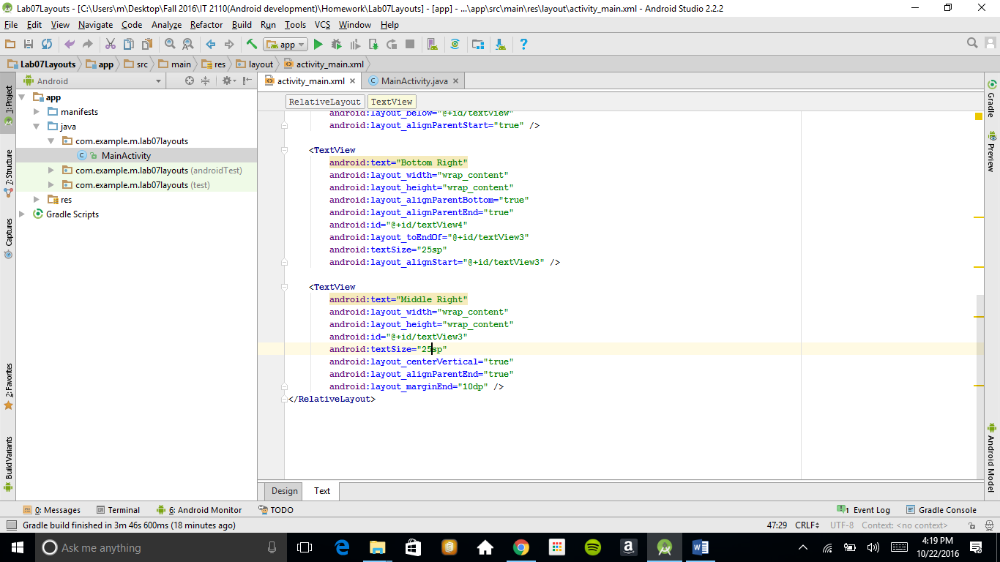 Lab07Layouts - [C:\Users\m\Desktop\Fall 2016\IT 2110(Android development)\Homework\Lab07Layouts] - [app] - ...\app\src\main\res\layout\activity_main.xml - Android Studio 2.2.2
File Edit View Navigate Code Analyze Refactor Build Run Tools VCS Window Help
app
Lab07Layouts app src main res layout activity_main.xml
Android
activity_main.xml MainActivity.java
1: Project
7: Structure
Captures
2: Favorites
Build Variants
app
manifests
java
com.example.m.lab07layouts
MainActivity
com.example.m.lab07layouts (androidTest)
com.example.m.lab07layouts (test)
res
Gradle Scripts
RelativeLayout TextView
android:layout_below="@+id/textView"
android:layout_alignParentStart="true" />
<TextView
android:text="Bottom Right"
android:layout_width="wrap_content"
android:layout_height="wrap_content"
android:layout_alignParentBottom="true"
android:layout_alignParentEnd="true"
android:id="@+id/textView4"
android:layout_toEndOf="@+id/textView3"
android:textSize="25sp"
android:layout_alignStart="@+id/textView3" />
<TextView
android:text="Middle Right"
android:layout_width="wrap_content"
android:layout_height="wrap_content"
android:id="@+id/textView3"
android:textSize="25sp"
android:layout_centerVertical="true"
android:layout_alignParentEnd="true"
android:layout_marginEnd="10dp" />
</RelativeLayout>
Gradle
Preview
Android Model
Design Text
0: Messages Terminal 6: Android Monitor TODO 1 Event Log Gradle Console
Gradle build finished in 3m 46s 600ms (18 minutes ago) 47:29 CRLF UTF-8 Context: <no context>
Ask me anything
4:19 PM
10/22/2016